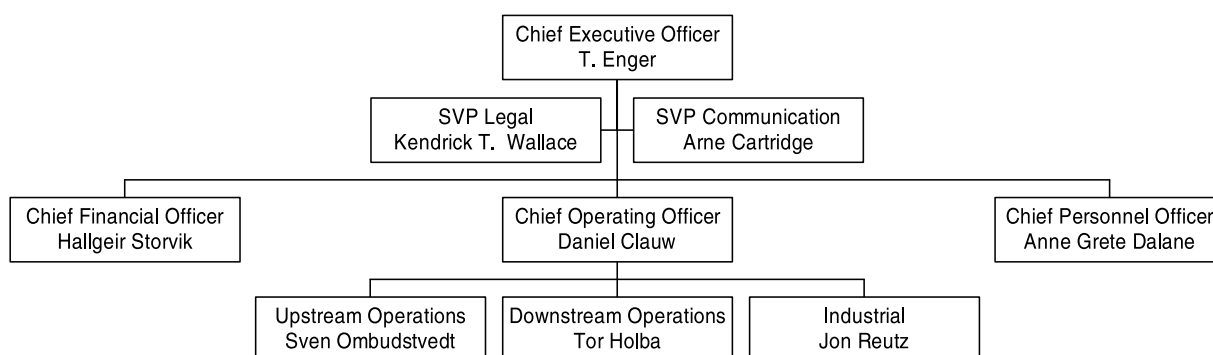 Chief Executive Officer
T. Enger
SVP Legal
Kendrick T. Wallace
SVP Communication
Arne Cartridge
Chief Financial Officer
Hallgeir Storvik
Chief Operating Officer
Daniel Clauw
Chief Personnel Officer
Anne Grete Dalane
Upstream Operations
Sven Ombudstvedt
Downstream Operations
Tor Holba
Industrial
Jon Reutz